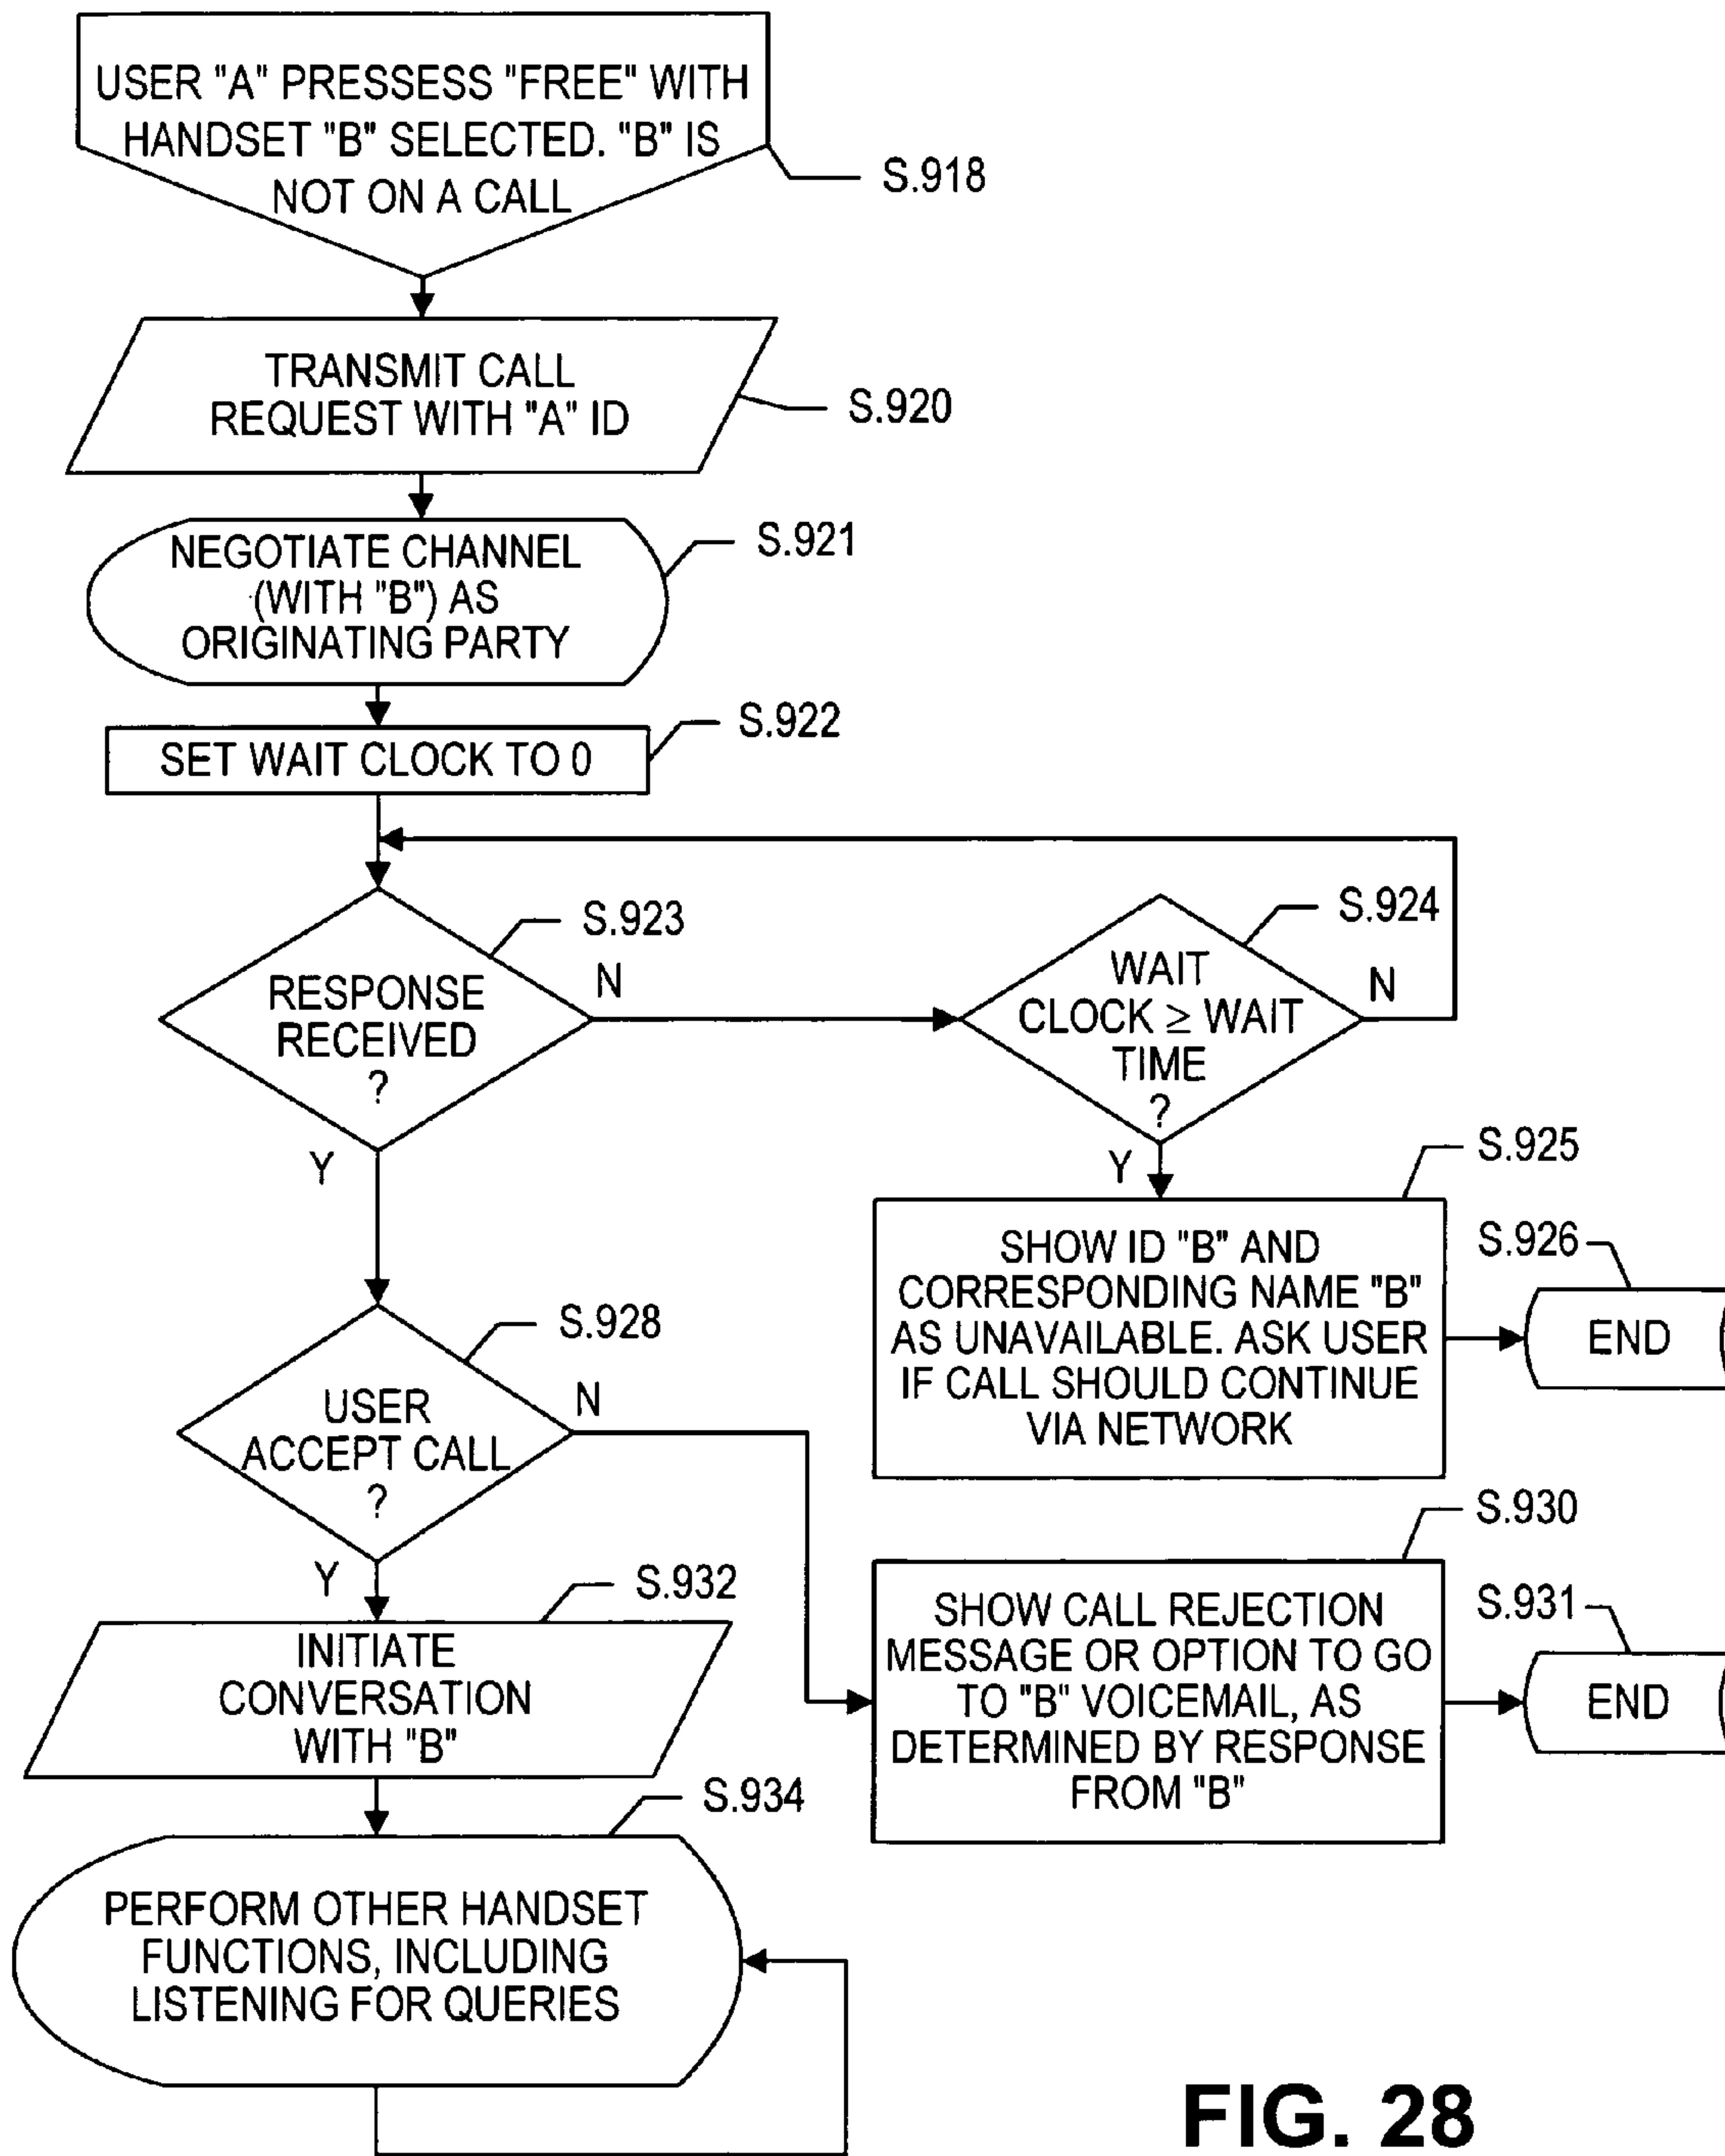 USER "A" PRESSESS "FREE" WITH
HANDSET "B" SELECTED. "B" IS
NOT ON A CALL
S.918
TRANSMIT CALL
REQUEST WITH "A" ID
S.920
NEGOTIATE CHANNEL
(WITH "B") AS
ORIGINATING PARTY
S.921
SET WAIT CLOCK TO 0
S.922
RESPONSE
RECEIVED
?
S.923
N
Y
WAIT
CLOCK ≥ WAIT
TIME
?
S.924
N
Y
SHOW ID "B" AND
CORRESPONDING NAME "B"
AS UNAVAILABLE. ASK USER
IF CALL SHOULD CONTINUE
VIA NETWORK
S.925
END
S.926
USER
ACCEPT CALL
?
S.928
N
Y
SHOW CALL REJECTION
MESSAGE OR OPTION TO GO
TO "B" VOICEMAIL, AS
DETERMINED BY RESPONSE
FROM "B"
S.930
END
S.931
INITIATE
CONVERSATION
WITH "B"
S.932
PERFORM OTHER HANDSET
FUNCTIONS, INCLUDING
LISTENING FOR QUERIES
S.934
FIG. 28